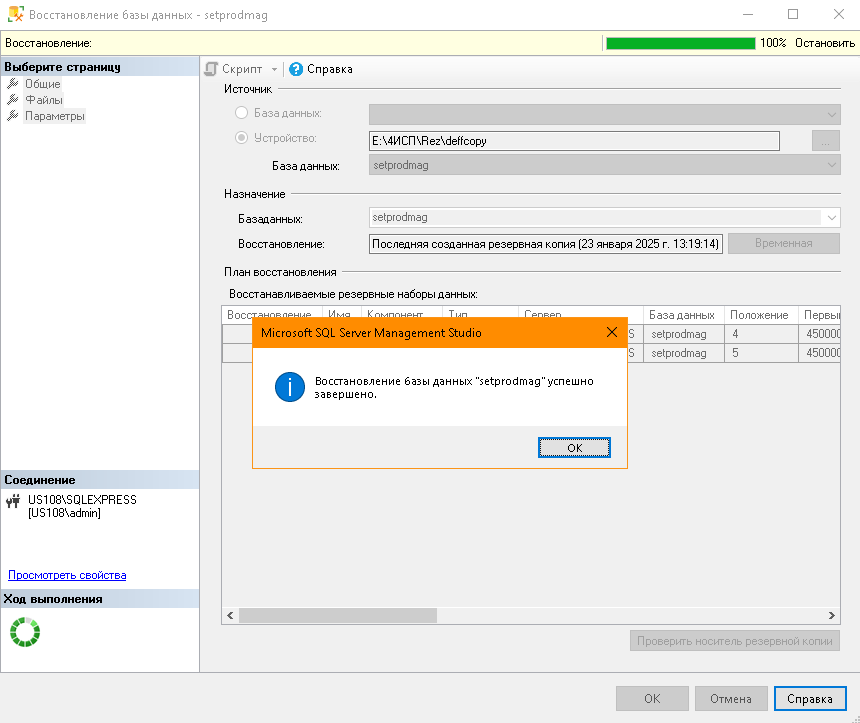 Восстановление базы данных - setprodmag
Восстановление:
100% Остановить
Выберите страницу
Общие
Файлы
Параметры
Скрипт
Справка
Источник
База данных:
Устройство:
E:\4ИСП\Rez\deffcopy
...
База данных:
setprodmag
Назначение
Базаданных:
setprodmag
Восстановление:
Последняя созданная резервная копия (23 января 2025 г. 13:19:14)
Временная
План восстановления
Восстанавливаемые резервные наборы данных:
Восстановление Имя Компонент Тип Сервер База данных Положение Первы
S setprodmag 4 450000
S setprodmag 5 450000
Microsoft SQL Server Management Studio
Восстановление базы данных "setprodmag" успешно
завершено.
OK
Соединение
US108\SQLEXPRESS
[US108\admin]
Просмотреть свойства
Ход выполнения
Проверить носитель резервной копии
OK Отмена Справка